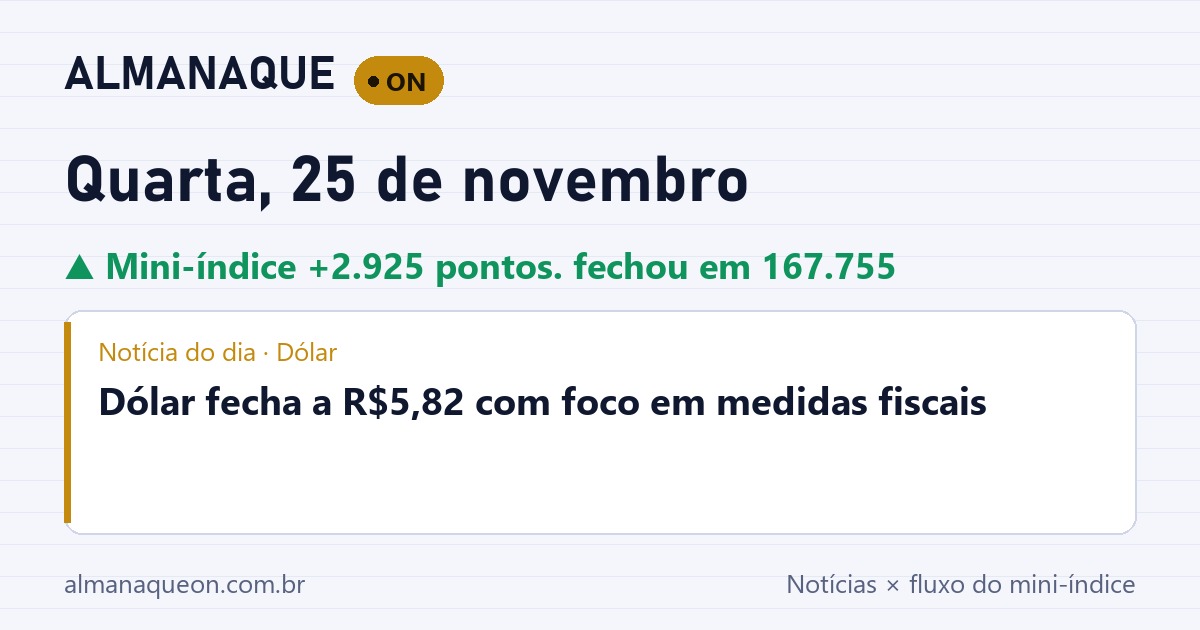 ALMANAQUE • ON
Quarta, 25 de novembro
▲ Mini-índice +2.925 pontos. fechou em 167.755
Notícia do dia · Dólar
Dólar fecha a R$5,82 com foco em medidas fiscais
almanaqueon.com.br
Notícias × fluxo do mini-índice